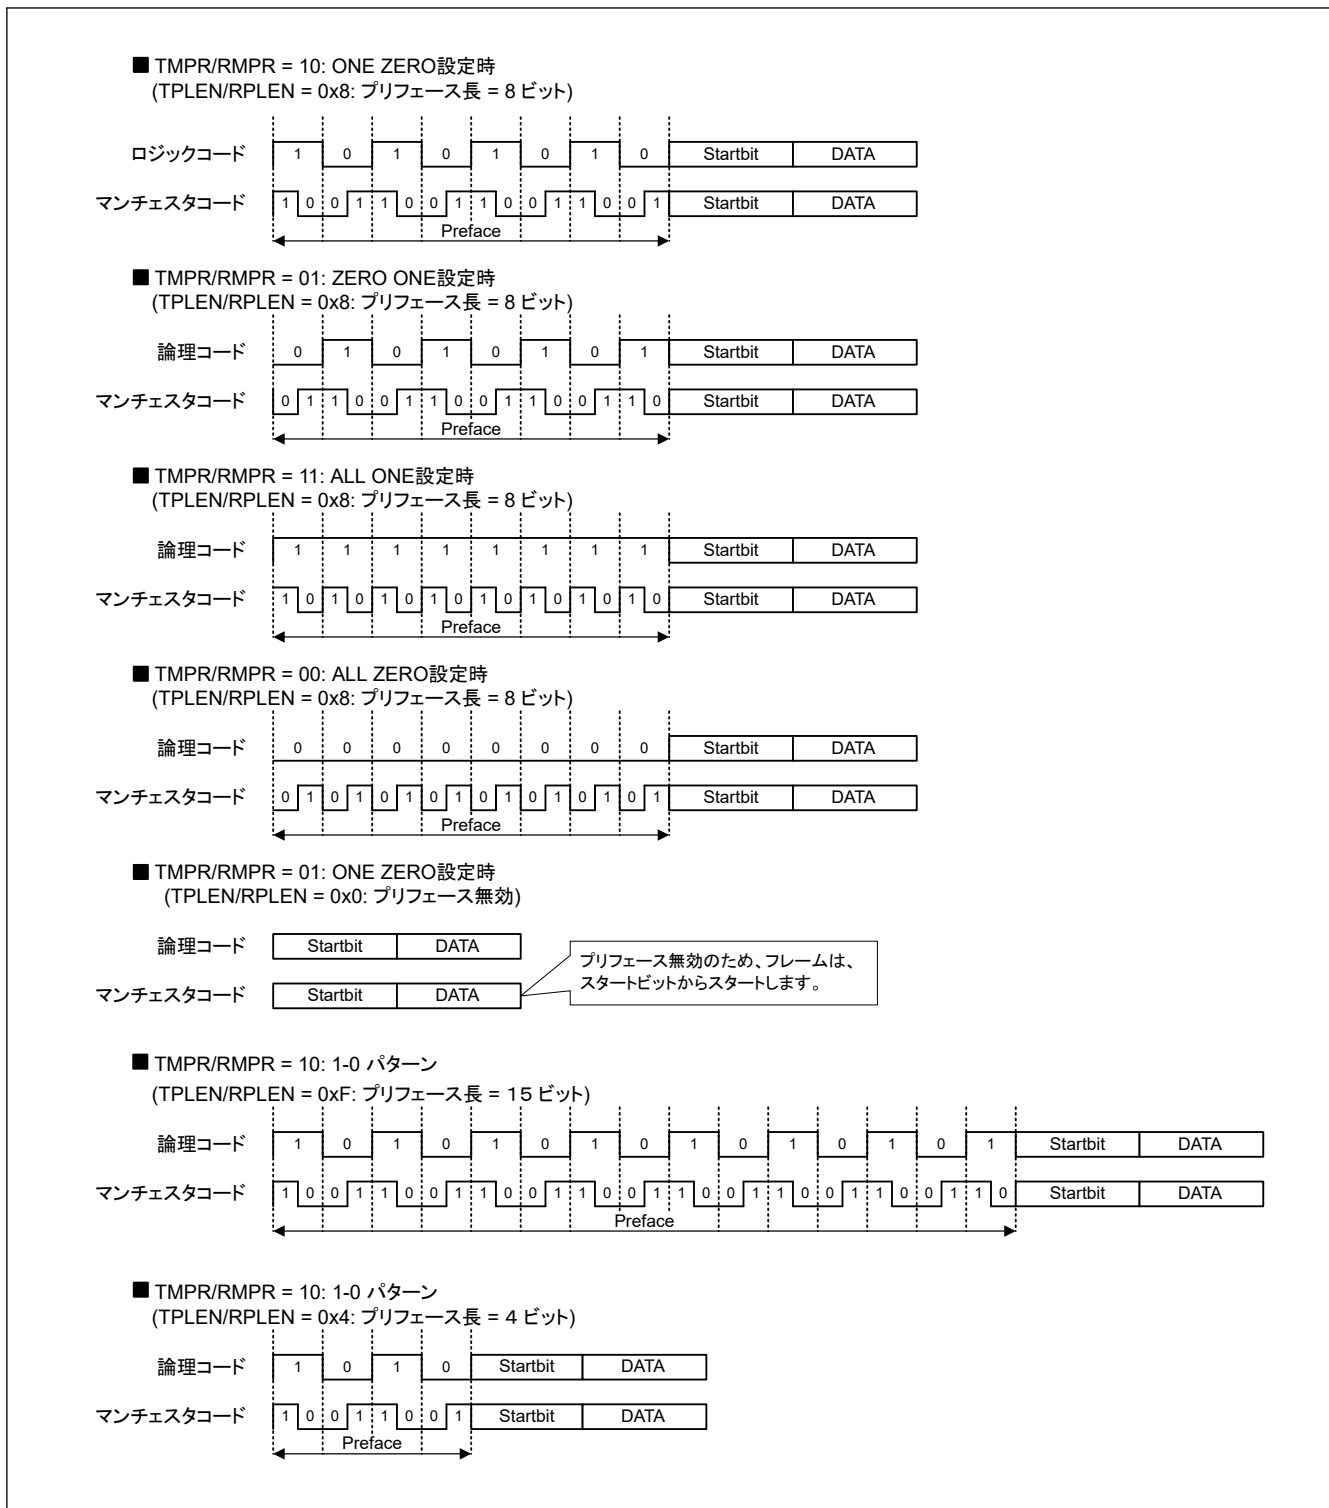 ■ TMPR/RMPR = 10: ONE ZERO設定時
(TPLEN/RPLEN = 0x8: プリフェース長 = 8 ビット)
ロジックコード 1 0 1 0 1 0 1 0 Startbit DATA
マンチェスタコード 1 0 0 1 1 0 0 1 1 0 0 1 1 0 0 1 Startbit DATA
Preface
■ TMPR/RMPR = 01: ZERO ONE設定時
(TPLEN/RPLEN = 0x8: プリフェース長 = 8 ビット)
論理コード 0 1 0 1 0 1 0 1 Startbit DATA
マンチェスタコード 0 1 1 0 0 1 1 0 0 1 1 0 0 1 1 0 Startbit DATA
Preface
■ TMPR/RMPR = 11: ALL ONE設定時
(TPLEN/RPLEN = 0x8: プリフェース長 = 8 ビット)
論理コード 1 1 1 1 1 1 1 1 Startbit DATA
マンチェスタコード 1 0 1 0 1 0 1 0 1 0 1 0 1 0 1 0 Startbit DATA
Preface
■ TMPR/RMPR = 00: ALL ZERO設定時
(TPLEN/RPLEN = 0x8: プリフェース長 = 8 ビット)
論理コード 0 0 0 0 0 0 0 0 Startbit DATA
マンチェスタコード 0 1 0 1 0 1 0 1 0 1 0 1 0 1 0 1 Startbit DATA
Preface
■ TMPR/RMPR = 01: ONE ZERO設定時
(TPLEN/RPLEN = 0x0: プリフェース無効)
論理コード Startbit DATA
プリフェース無効のため、フレームは、
スタートビットからスタートします。
マンチェスタコード Startbit DATA
■ TMPR/RMPR = 10: 1-0 パターン
(TPLEN/RPLEN = 0xF: プリフェース長 = 15 ビット)
論理コード 1 0 1 0 1 0 1 0 1 0 1 0 1 0 1 Startbit DATA
マンチェスタコード 1 0 0 1 1 0 0 1 1 0 0 1 1 0 0 1 1 0 0 1 1 0 0 1 1 0 0 1 1 0 Startbit DATA
Preface
■ TMPR/RMPR = 10: 1-0 パターン
(TPLEN/RPLEN = 0x4: プリフェース長 = 4 ビット)
論理コード 1 0 1 0 Startbit DATA
マンチェスタコード 1 0 0 1 1 0 0 1 Startbit DATA
Preface